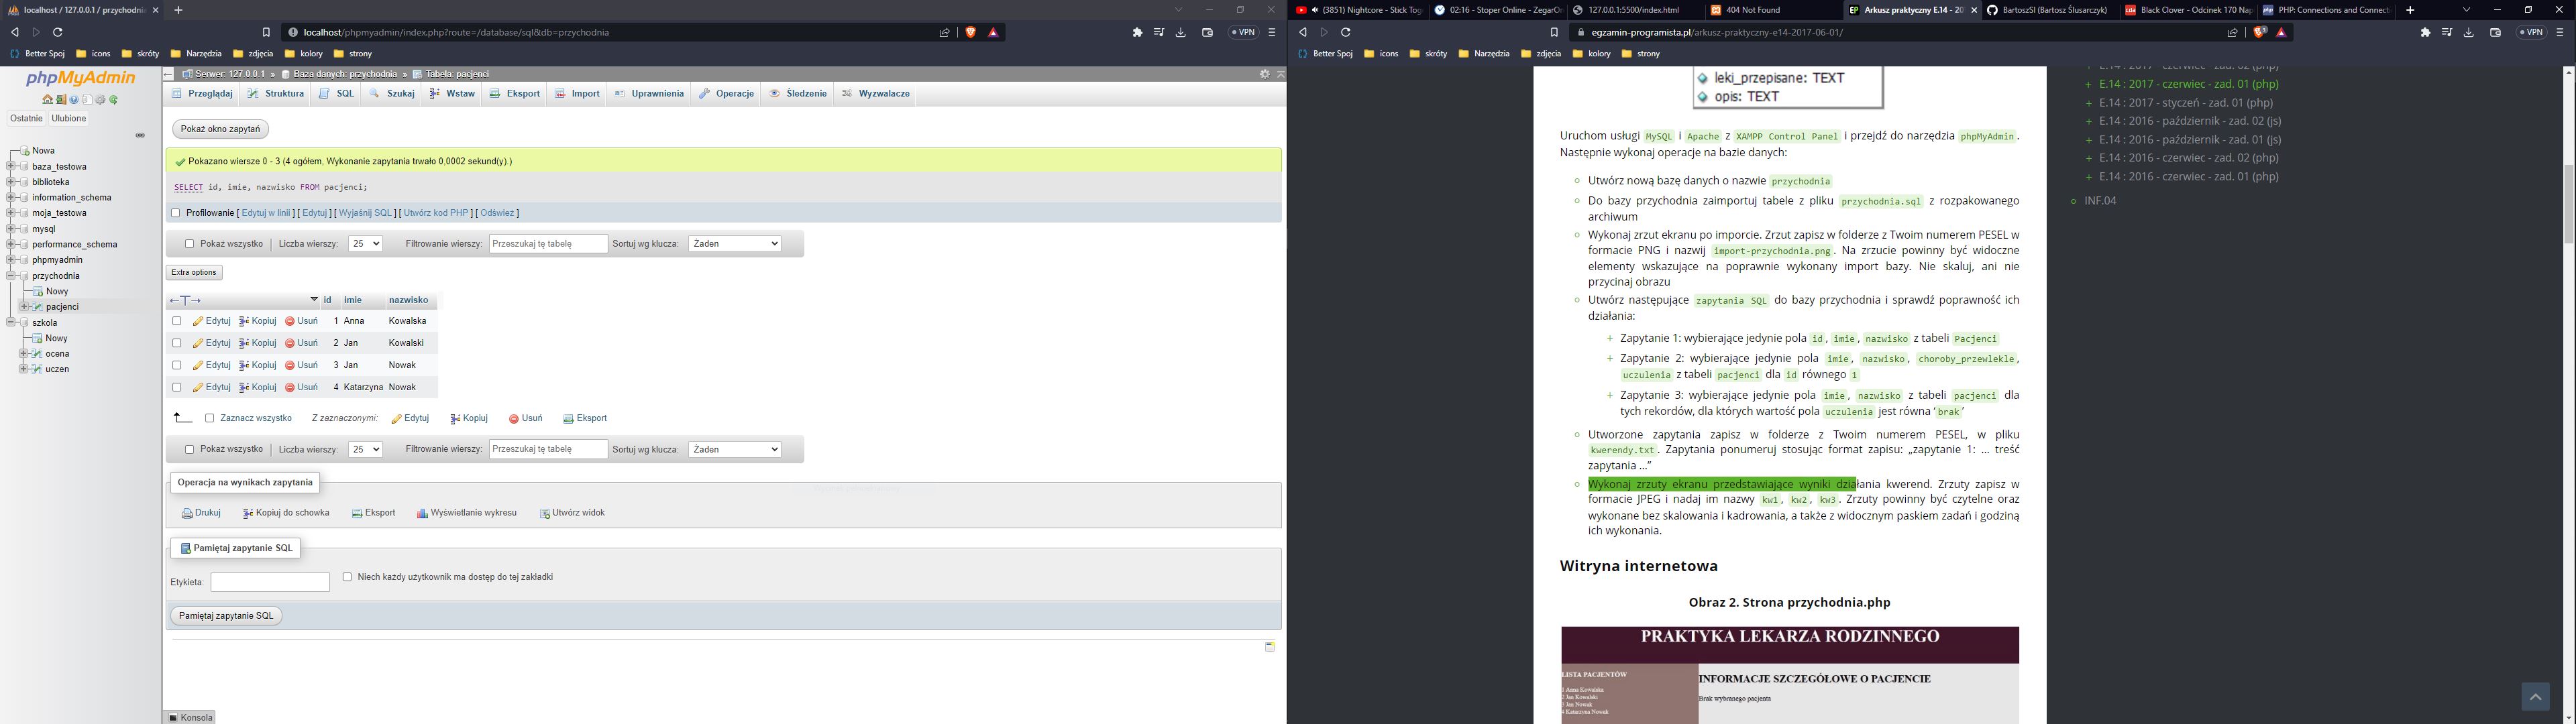 localhost / 127.0.0.1 / przychodnia
localhost/phpmyadmin/index.php?route=/database/sql&db=przychodnia
VPN
Better Spoj
icons
skróty
Narzędzia
zdjęcia
kolory
strony
phpMyAdmin
Ostatnie
Ulubione
Nowa
baza_testowa
biblioteka
information_schema
moja_testowa
mysql
performance_schema
phpmyadmin
przychodnia
Nowy
pacjenci
szkola
Nowy
ocena
uczen
Serwer: 127.0.0.1 » Baza danych: przychodnia » Tabela: pacjenci
Przeglądaj Struktura SQL Szukaj Wstaw Eksport Import Uprawnienia Operacje Śledzenie Wyzwalacze
Pokaż okno zapytań
Pokazano wiersze 0 - 3 (4 ogółem, Wykonanie zapytania trwało 0,0002 sekund(y).)
SELECT id, imie, nazwisko FROM pacjenci;
Profilowanie [ Edytuj w linii ] [ Edytuj ] [ Wyjaśnij SQL ] [ Utwórz kod PHP ] [ Odśwież ]
Pokaż wszystko Liczba wierszy: 25 Filtrowanie wierszy: Przeszukaj tę tabelę Sortuj wg klucza: Żaden
Extra options
id imie nazwisko
Edytuj Kopiuj Usuń 1 Anna Kowalska
Edytuj Kopiuj Usuń 2 Jan Kowalski
Edytuj Kopiuj Usuń 3 Jan Nowak
Edytuj Kopiuj Usuń 4 Katarzyna Nowak
Zaznacz wszystko Z zaznaczonymi: Edytuj Kopiuj Usuń Eksport
Pokaż wszystko Liczba wierszy: 25 Filtrowanie wierszy: Przeszukaj tę tabelę Sortuj wg klucza: Żaden
Operacja na wynikach zapytania
Drukuj Kopiuj do schowka Eksport Wyświetlanie wykresu Utwórz widok
Pamiętaj zapytanie SQL
Etykieta: Niech każdy użytkownik ma dostęp do tej zakładki
Pamiętaj zapytanie SQL
Konsola
(3851) Nightcore - Stick Tog
02:16 - Stoper Online - ZegarOn
127.0.0.1:5500/index.html
404 Not Found
Arkusz praktyczny E.14 - 20
BartoszSl (Bartosz Ślusarczyk)
Black Clover - Odcinek 170 Nap
PHP: Connections and Connecti
egzamin-programista.pl/arkusz-praktyczny-e14-2017-06-01/
VPN
Better Spoj
icons
skróty
Narzędzia
zdjęcia
kolory
strony
leki_przepisane: TEXT
opis: TEXT
Uruchom usługi MySQL i Apache z XAMPP Control Panel i przejdź do narzędzia phpMyAdmin.
Następnie wykonaj operacje na bazie danych:
Utwórz nową bazę danych o nazwie przychodnia
Do bazy przychodnia zaimportuj tabele z pliku przychodnia.sql z rozpakowanego
archiwum
Wykonaj zrzut ekranu po imporcie. Zrzut zapisz w folderze z Twoim numerem PESEL w
formacie PNG i nazwij import-przychodnia.png. Na zrzucie powinny być widoczne
elementy wskazujące na poprawnie wykonany import bazy. Nie skaluj, ani nie
przycinaj obrazu
Utwórz następujące zapytania SQL do bazy przychodnia i sprawdź poprawność ich
działania:
+ Zapytanie 1: wybierające jedynie pola id, imie, nazwisko z tabeli Pacjenci
+ Zapytanie 2: wybierające jedynie pola imie, nazwisko, choroby_przewlekle,
uczulenia z tabeli pacjenci dla id równego 1
+ Zapytanie 3: wybierające jedynie pola imie, nazwisko z tabeli pacjenci dla
tych rekordów, dla których wartość pola uczulenia jest równa ‘brak’
Utworzone zapytania zapisz w folderze z Twoim numerem PESEL, w pliku
kwerendy.txt. Zapytania ponumeruj stosując format zapisu: „zapytanie 1: ... treść
zapytania ...”
Wykonaj zrzuty ekranu przedstawiające wyniki działania kwerend. Zrzuty zapisz w
formacie JPEG i nadaj im nazwy kw1, kw2, kw3. Zrzuty powinny być czytelne oraz
wykonane bez skalowania i kadrowania, a także z widocznym paskiem zadań i godziną
ich wykonania.
Witryna internetowa
Obraz 2. Strona przychodnia.php
PRAKTYKA LEKARZA RODZINNEGO
LISTA PACJENTÓW
1 Anna Kowalska
2 Jan Kowalski
3 Jan Nowak
4 Katarzyna Nowak
INFORMACJE SZCZEGÓŁOWE O PACJENCIE
Brak wybranego pacjenta
+ E.14 : 2017 - czerwiec - zad. 02 (php)
+ E.14 : 2017 - czerwiec - zad. 01 (php)
+ E.14 : 2017 - styczeń - zad. 01 (php)
+ E.14 : 2016 - październik - zad. 02 (js)
+ E.14 : 2016 - październik - zad. 01 (js)
+ E.14 : 2016 - czerwiec - zad. 02 (php)
+ E.14 : 2016 - czerwiec - zad. 01 (php)
INF.04